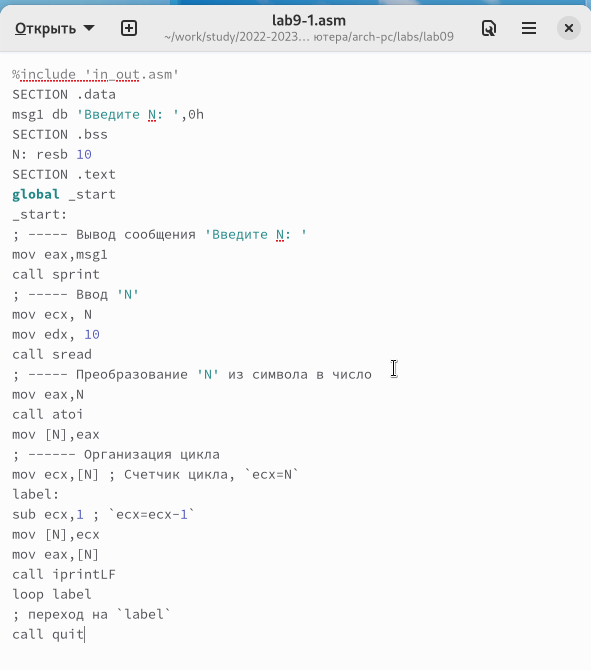 Открыть
lab9-1.asm
~/work/study/2022-2023… ютера/arch-pc/labs/lab09
%include 'in_out.asm'
SECTION .data
msg1 db 'Введите N: ',0h
SECTION .bss
N: resb 10
SECTION .text
global _start
_start:
; ----- Вывод сообщения 'Введите N: '
mov eax,msg1
call sprint
; ----- Ввод 'N'
mov ecx, N
mov edx, 10
call sread
; ----- Преобразование 'N' из символа в число
mov eax,N
call atoi
mov [N],eax
; ------ Организация цикла
mov ecx,[N] ; Счетчик цикла, `ecx=N`
label:
sub ecx,1 ; `ecx=ecx-1`
mov [N],ecx
mov eax,[N]
call iprintLF
loop label
; переход на `label`
call quit